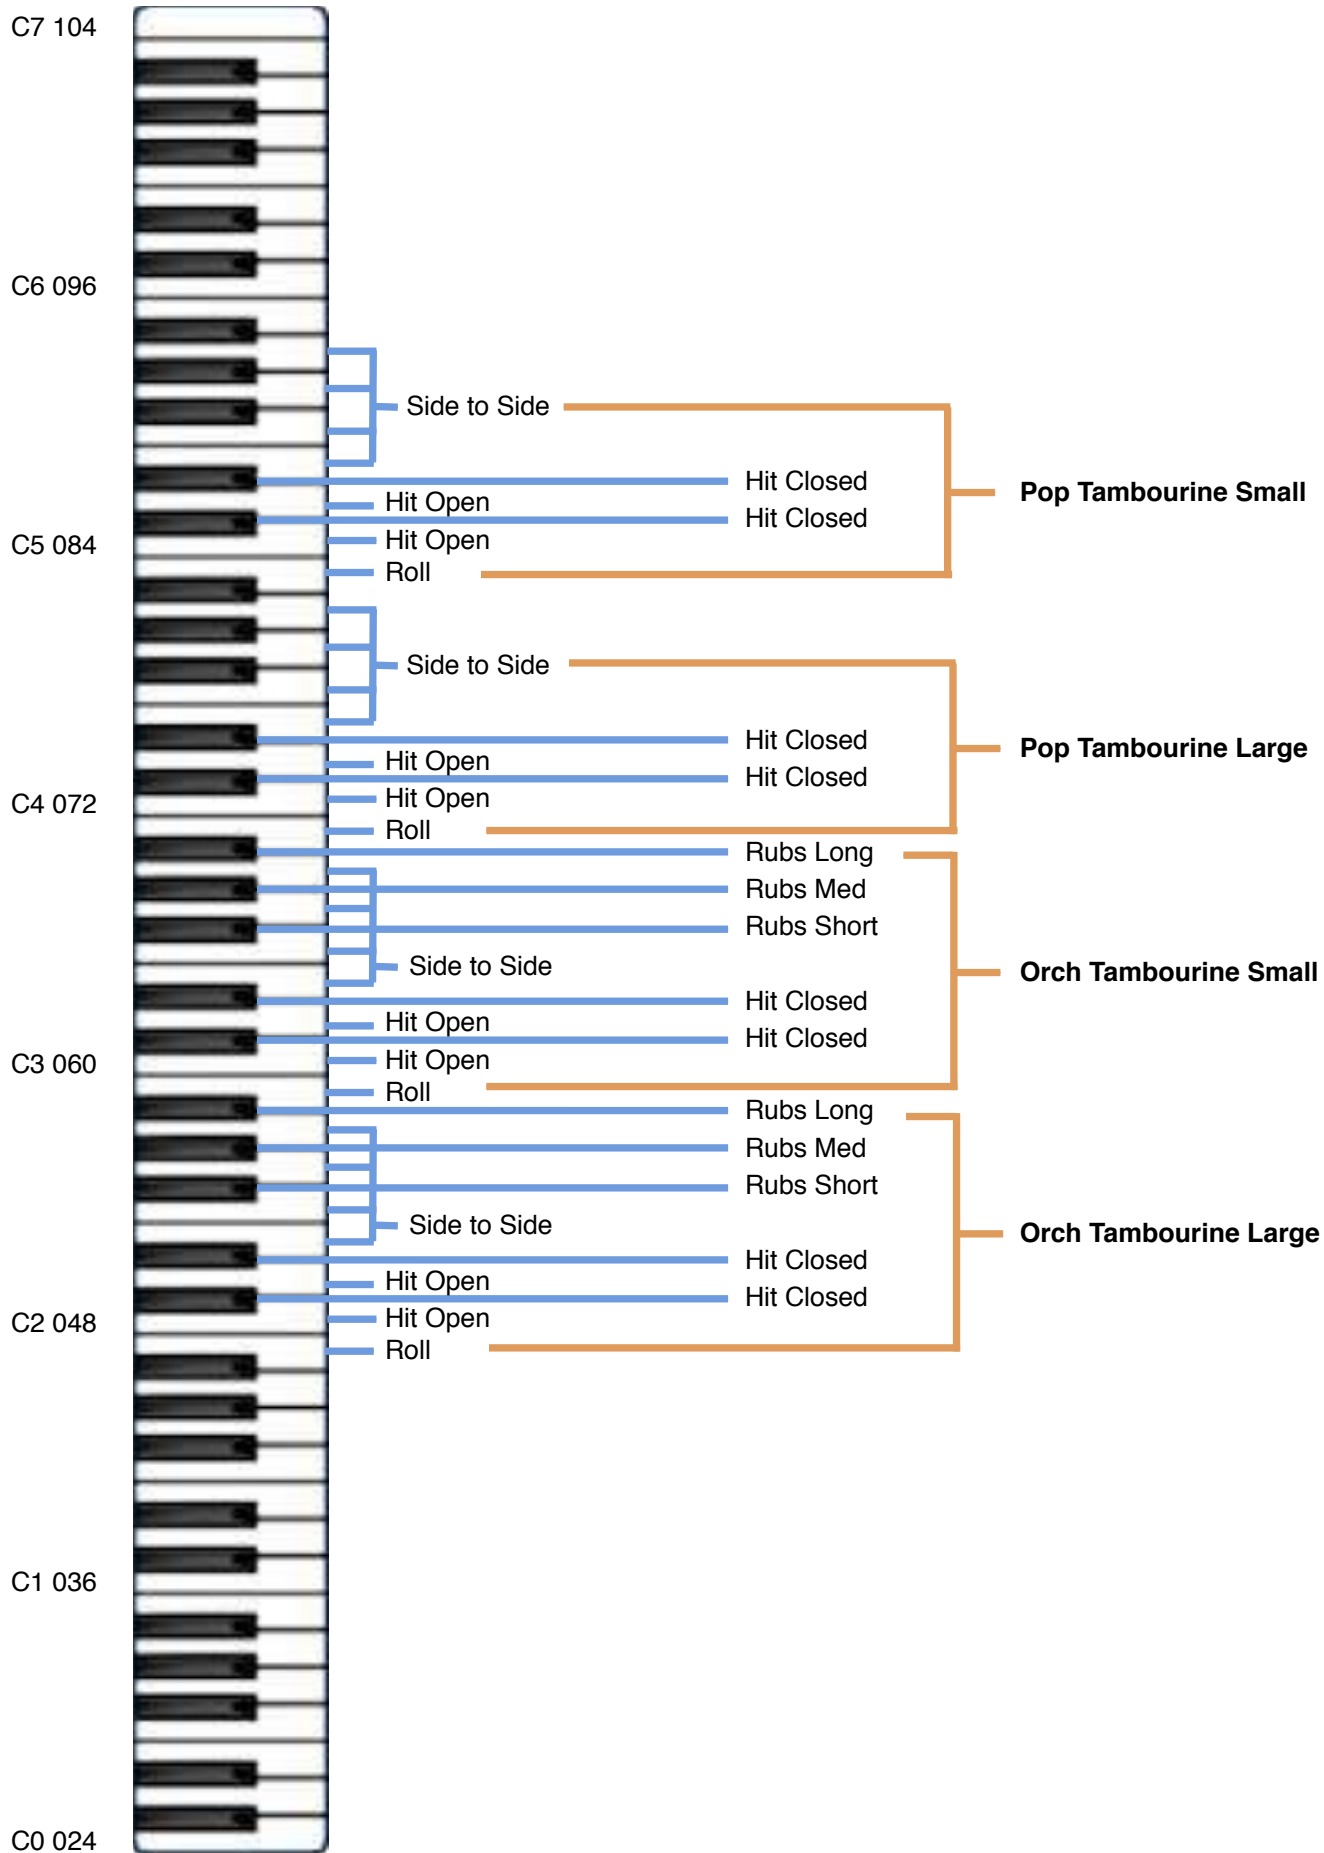 C7 104
C6 096
Side to Side
Hit Closed
Pop Tambourine Small
Hit Open
Hit Closed
C5 084
Hit Open
Roll
Side to Side
Hit Closed
Pop Tambourine Large
Hit Open
Hit Closed
C4 072
Hit Open
Roll
Rubs Long
Rubs Med
Rubs Short
Side to Side
Orch Tambourine Small
Hit Closed
Hit Open
Hit Closed
C3 060
Hit Open
Roll
Rubs Long
Rubs Med
Rubs Short
Side to Side
Orch Tambourine Large
Hit Closed
Hit Open
Hit Closed
C2 048
Hit Open
Roll
C1 036
C0 024